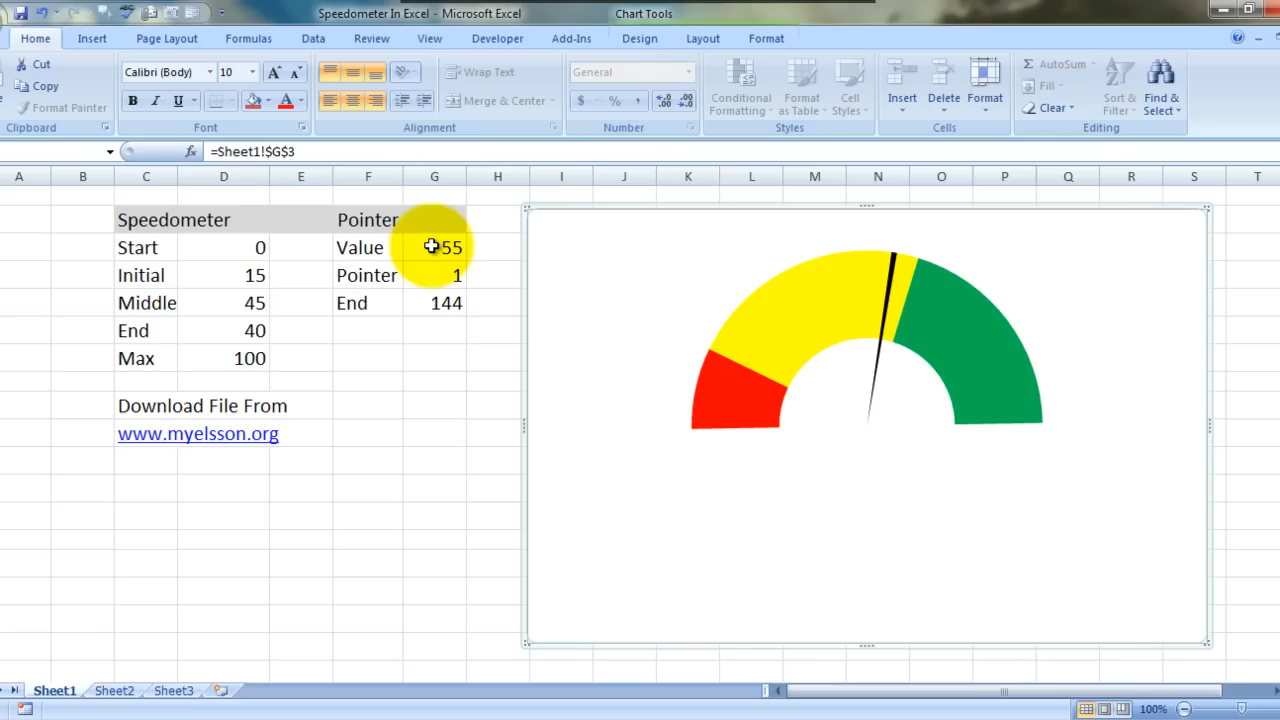 Speedometer In Excel - Microsoft Excel
Chart Tools
Home Insert Page Layout Formulas Data Review View Developer Add-Ins Design Layout Format
Cut
Copy
Format Painter
Clipboard
Calibri (Body) 10
B I U
Font
Wrap Text
Merge & Center
Alignment
General
$ % ,
Number
Conditional Formatting
Format as Table
Cell Styles
Styles
Insert Delete Format
Cells
AutoSum
Fill
Clear
Sort & Filter
Find & Select
Editing
fx =Sheet1!$G$3
A B C D E F G H I J K L M N O P Q R S T
Speedometer Pointer
Start 0 Value 55
Initial 15 Pointer 1
Middle 45 End 144
End 40
Max 100
Download File From
www.myelsson.org
Sheet1 Sheet2 Sheet3
100%